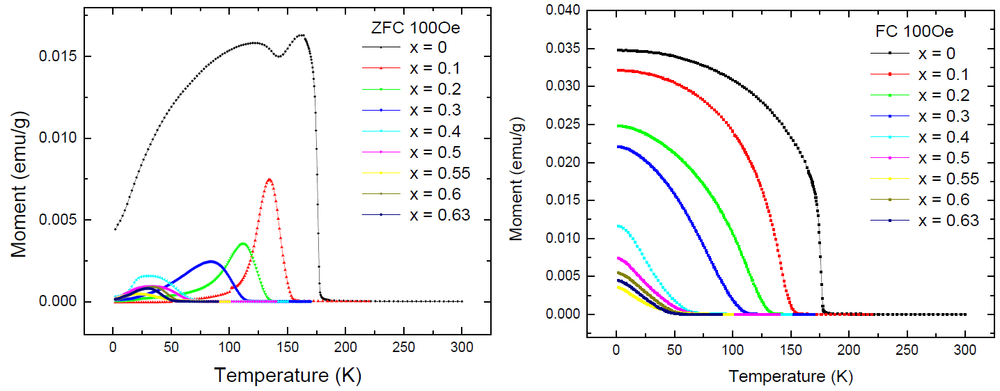 ZFC 100Oe
x = 0
x = 0.1
x = 0.2
x = 0.3
x = 0.4
x = 0.5
x = 0.55
x = 0.6
x = 0.63
0.015
0.010
0.005
0.000
Moment (emu/g)
0 50 100 150 200 250 300
Temperature (K)
FC 100Oe
x = 0
x = 0.1
x = 0.2
x = 0.3
x = 0.4
x = 0.5
x = 0.55
x = 0.6
x = 0.63
0.040
0.035
0.030
0.025
0.020
0.015
0.010
0.005
0.000
Moment (emu/g)
0 50 100 150 200 250 300
Temperature (K)